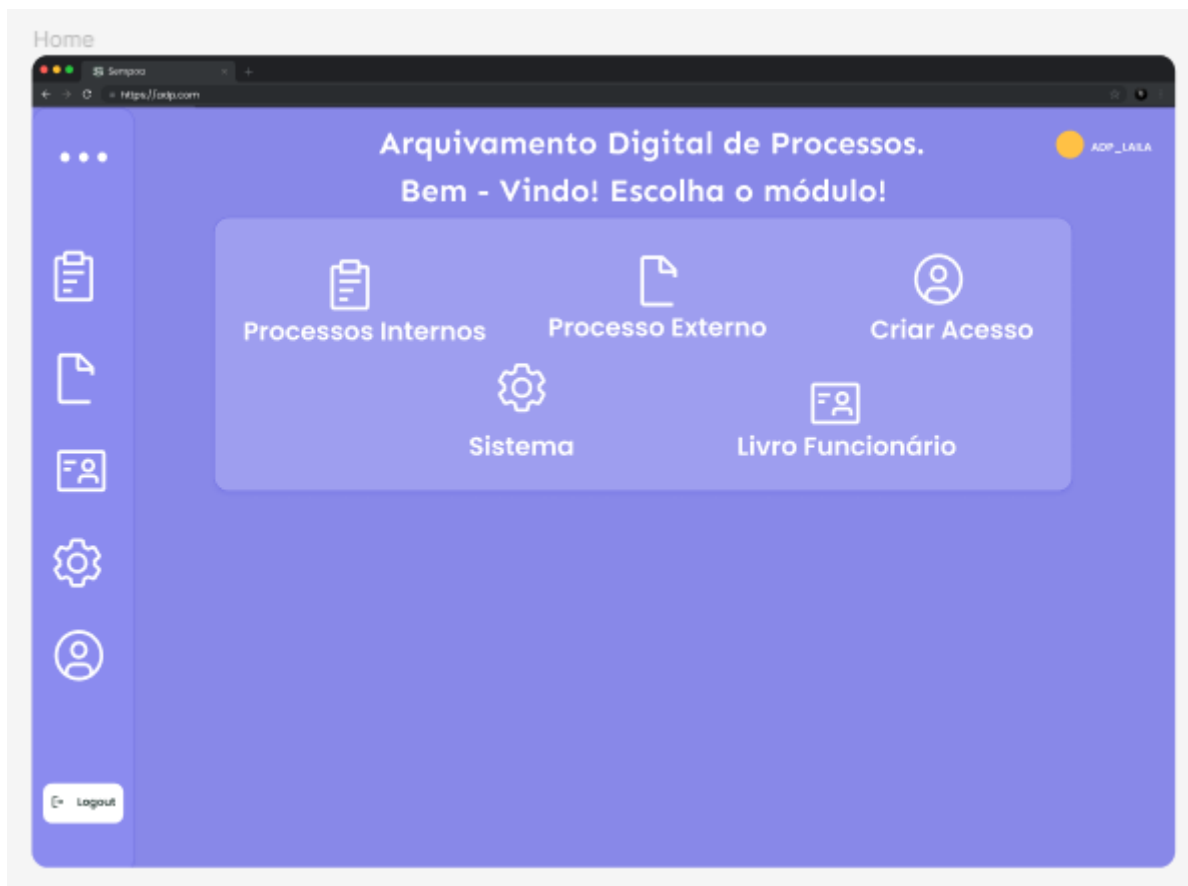 Home
Sempoa
https://adp.com
Arquivamento Digital de Processos.
ADP_LAILA
Bem - Vindo! Escolha o módulo!
Processos Internos
Processo Externo
Criar Acesso
Sistema
Livro Funcionário
Logout